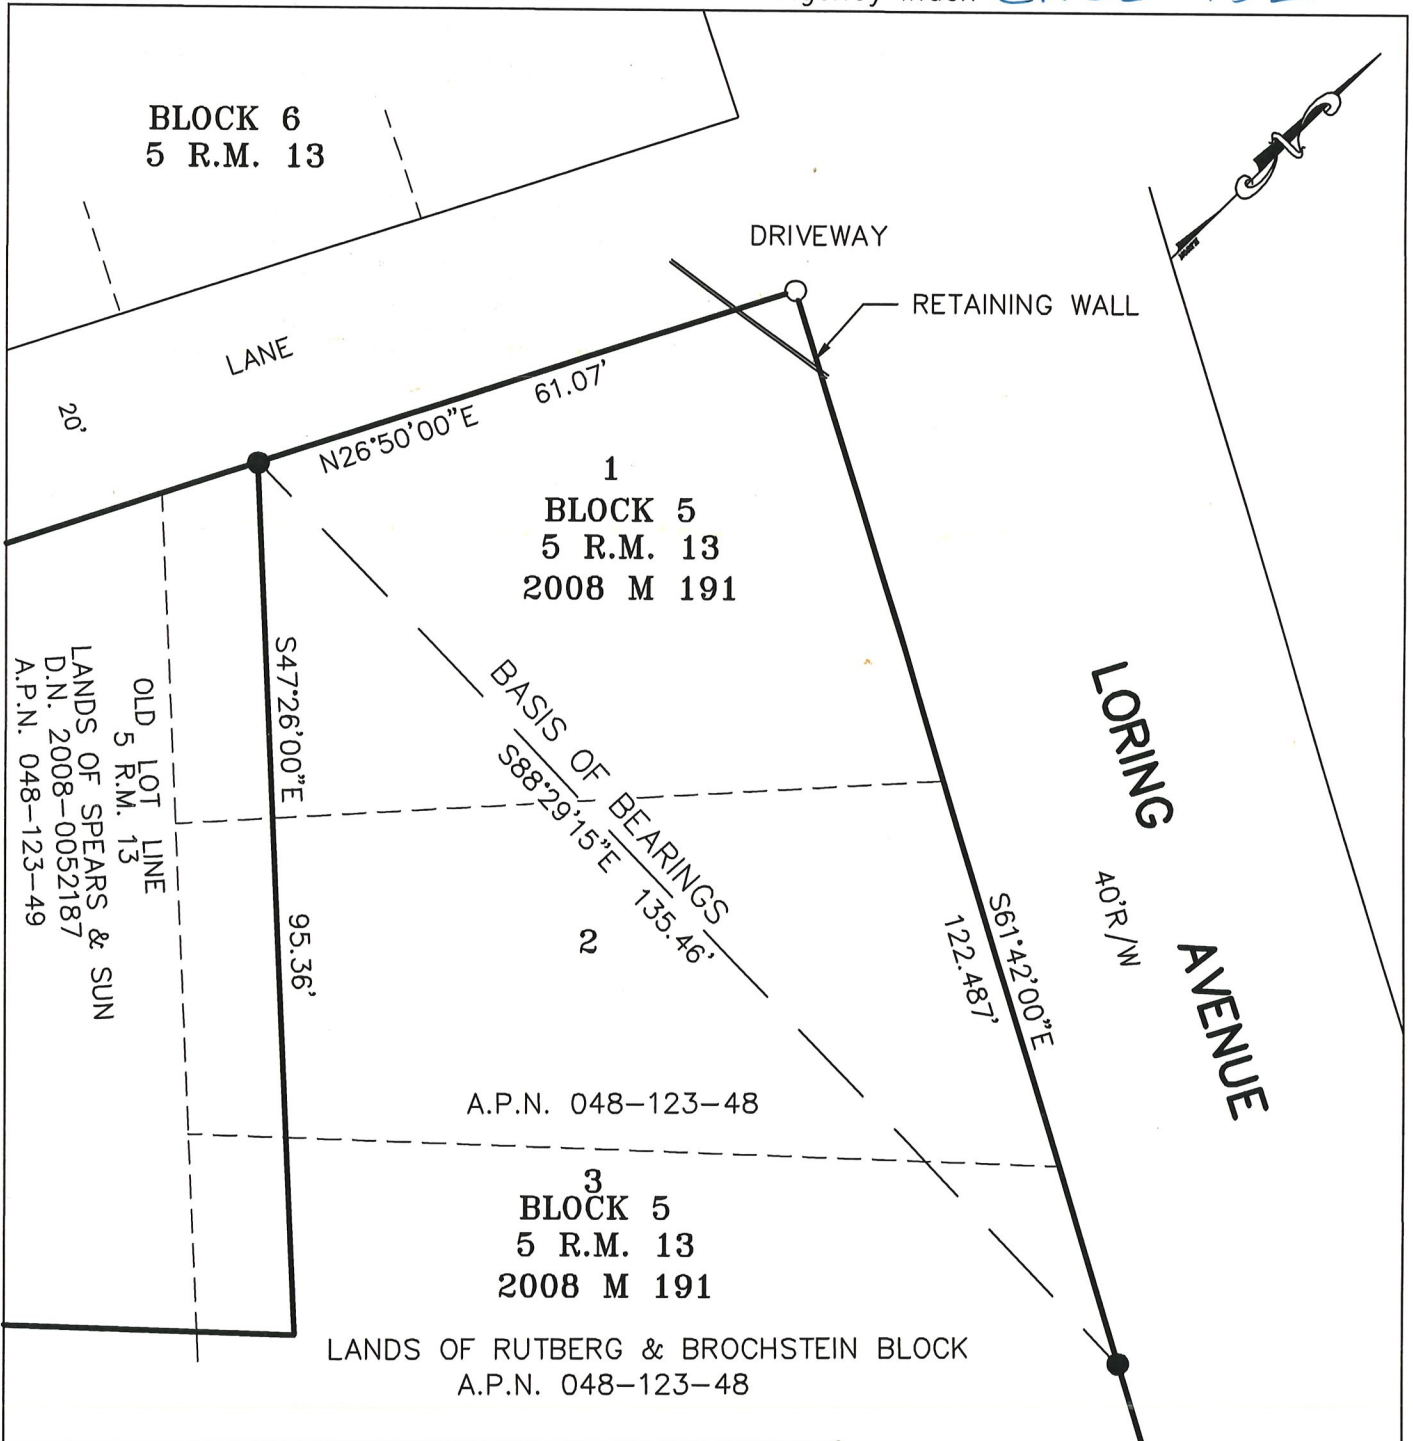 BLOCK 6
5 R.M. 13
DRIVEWAY
RETAINING WALL
LANE
20'
N26°50'00"E 61.07'
1
BLOCK 5
5 R.M. 13
2008 M 191
S47°26'00"E 95.36'
OLD LOT LINE
5 R.M. 13
LANDS OF SPEARS & SUN
D.N. 2008-0052187
A.P.N. 048-123-49
BASIS OF BEARINGS
S88°29'15"E 135.46'
2
S61°42'00"E
122.487'
LORING AVENUE
40'R/W
A.P.N. 048-123-48
3
BLOCK 5
5 R.M. 13
2008 M 191
LANDS OF RUTBERG & BROCHSTEIN BLOCK
A.P.N. 048-123-48